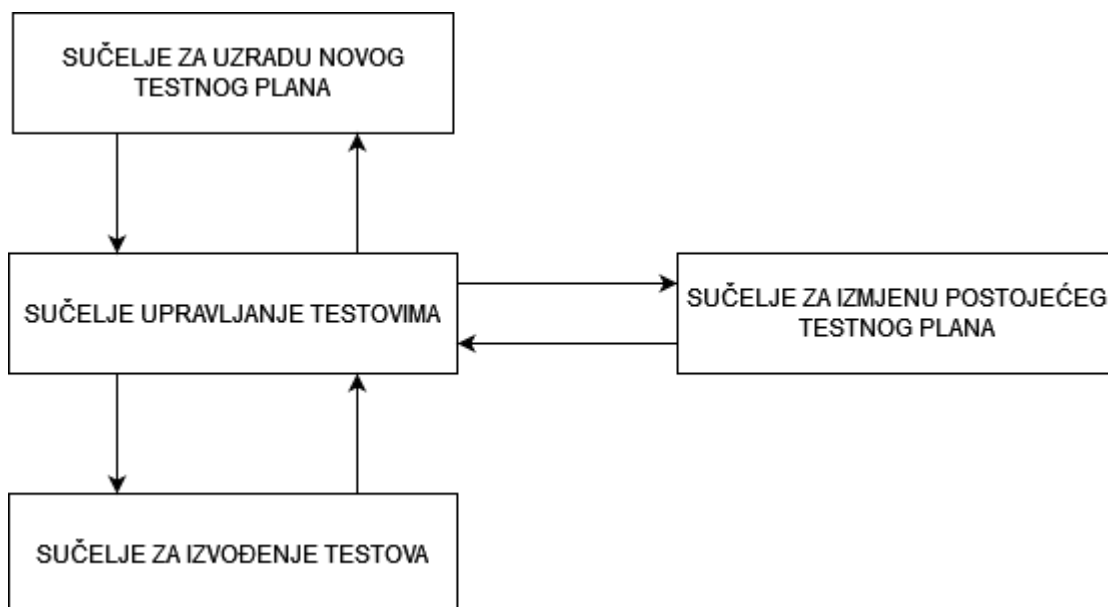 SUČELJE ZA UZRADU NOVOG
TESTNOG PLANA
SUČELJE UPRAVLJANJE TESTOVIMA
SUČELJE ZA IZMJENU POSTOJEĆEG
TESTNOG PLANA
SUČELJE ZA IZVOĐENJE TESTOVA